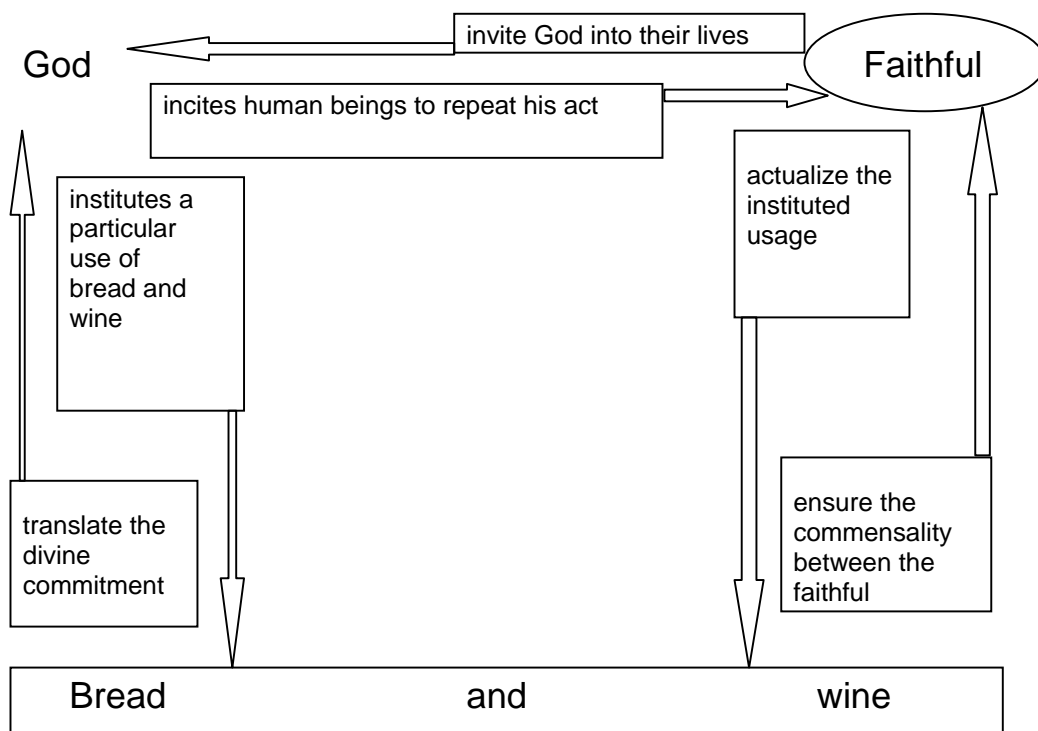 invite God into their lives
God
Faithful
incites human beings to repeat his act
institutes a
particular
use of
bread and
wine
actualize the
instituted
usage
translate the
divine
commitment
ensure the
commensality
between the
faithful
Bread and wine